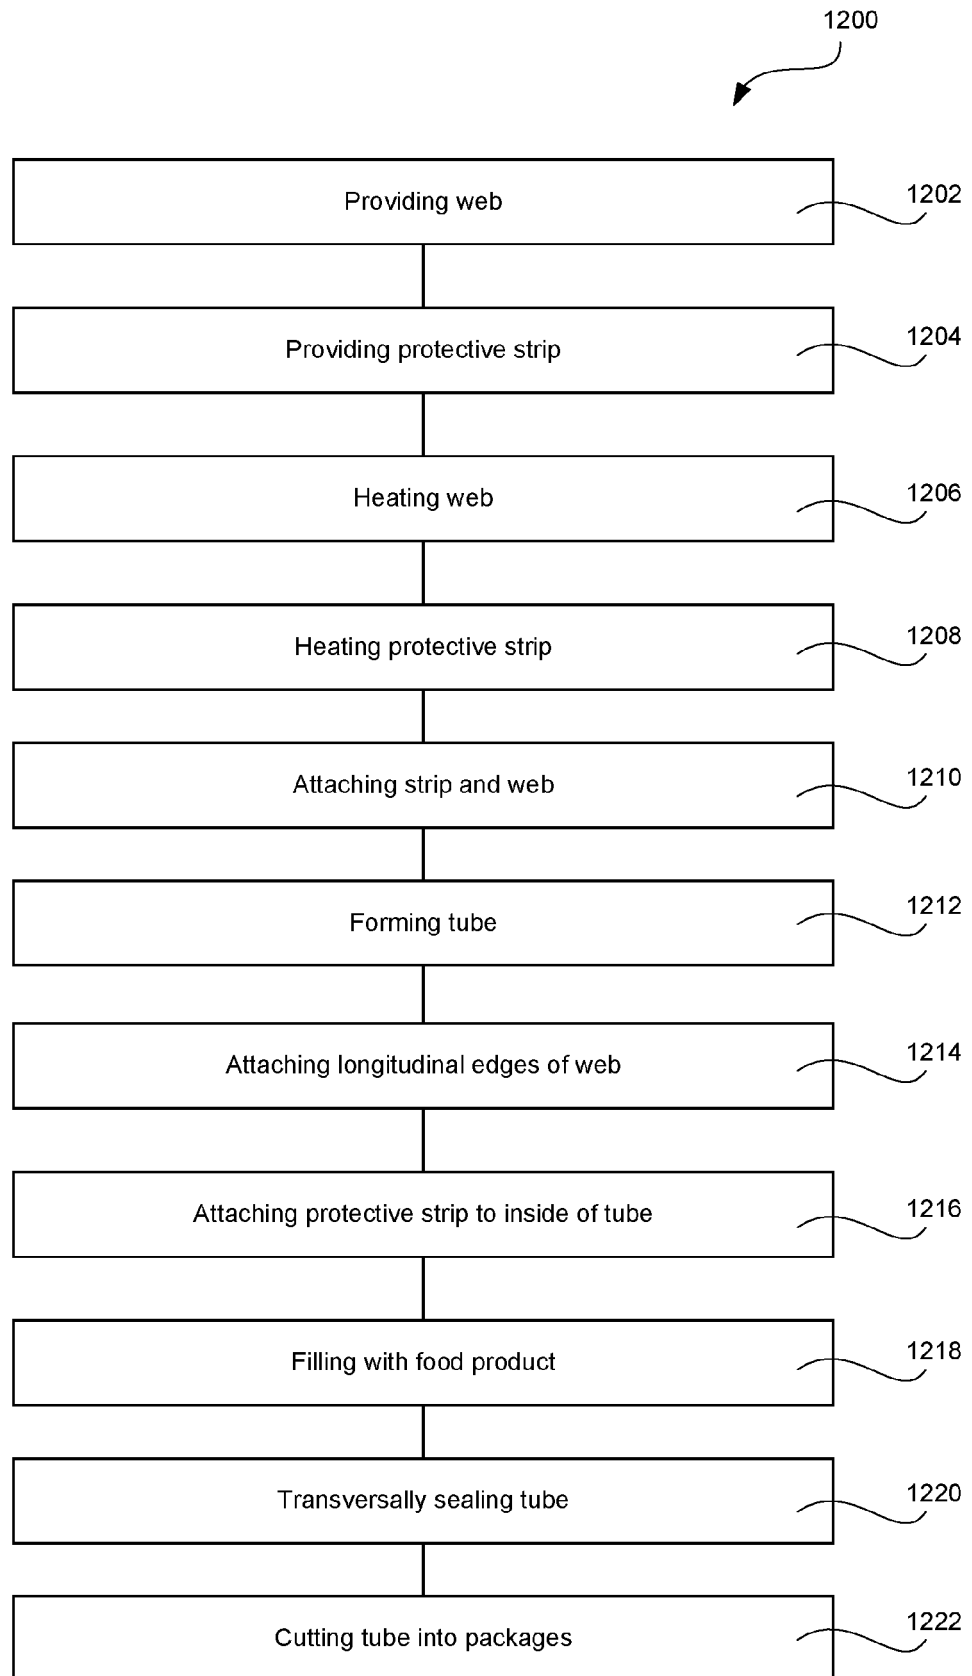 1200
Providing web
1202
Providing protective strip
1204
Heating web
1206
Heating protective strip
1208
Attaching strip and web
1210
Forming tube
1212
Attaching longitudinal edges of web
1214
Attaching protective strip to inside of tube
1216
Filling with food product
1218
Transversally sealing tube
1220
Cutting tube into packages
1222